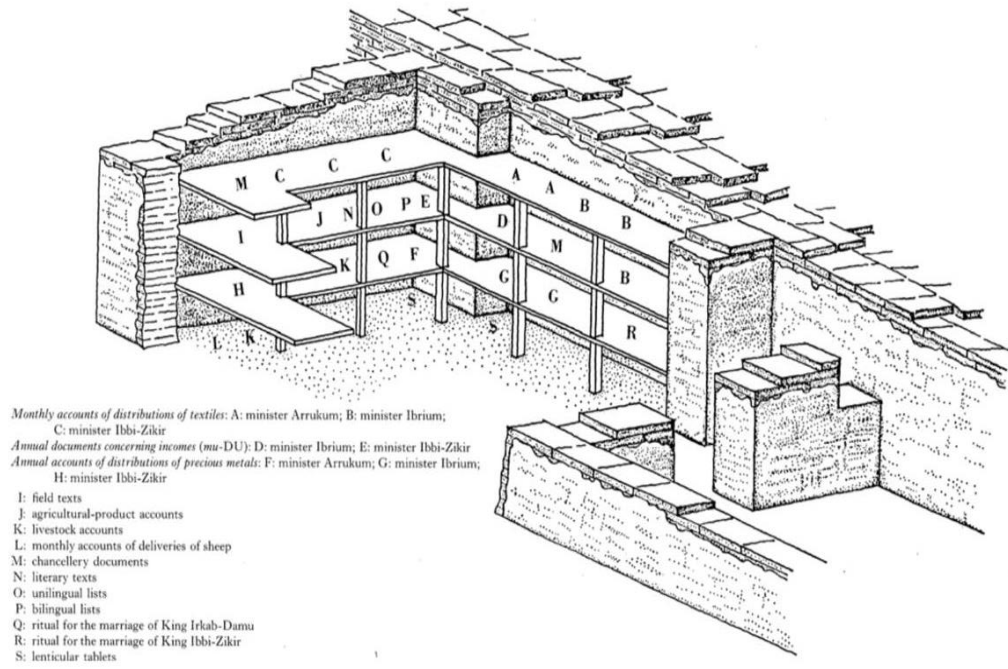 M C C C A A B B
I J N O P E D M B
H K Q F G G R
L K S S
Monthly accounts of distributions of textiles: A: minister Arrukum; B: minister Ibrium;
C: minister Ibbi-Zikir
Annual documents concerning incomes (mu-DU): D: minister Ibrium; E: minister Ibbi-Zikir
Annual accounts of distributions of precious metals: F: minister Arrukum; G: minister Ibrium;
H: minister Ibbi-Zikir
I: field texts
J: agricultural-product accounts
K: livestock accounts
L: monthly accounts of deliveries of sheep
M: chancellery documents
N: literary texts
O: unilingual lists
P: bilingual lists
Q: ritual for the marriage of King Irkab-Damu
R: ritual for the marriage of King Ibbi-Zikir
S: lenticular tablets